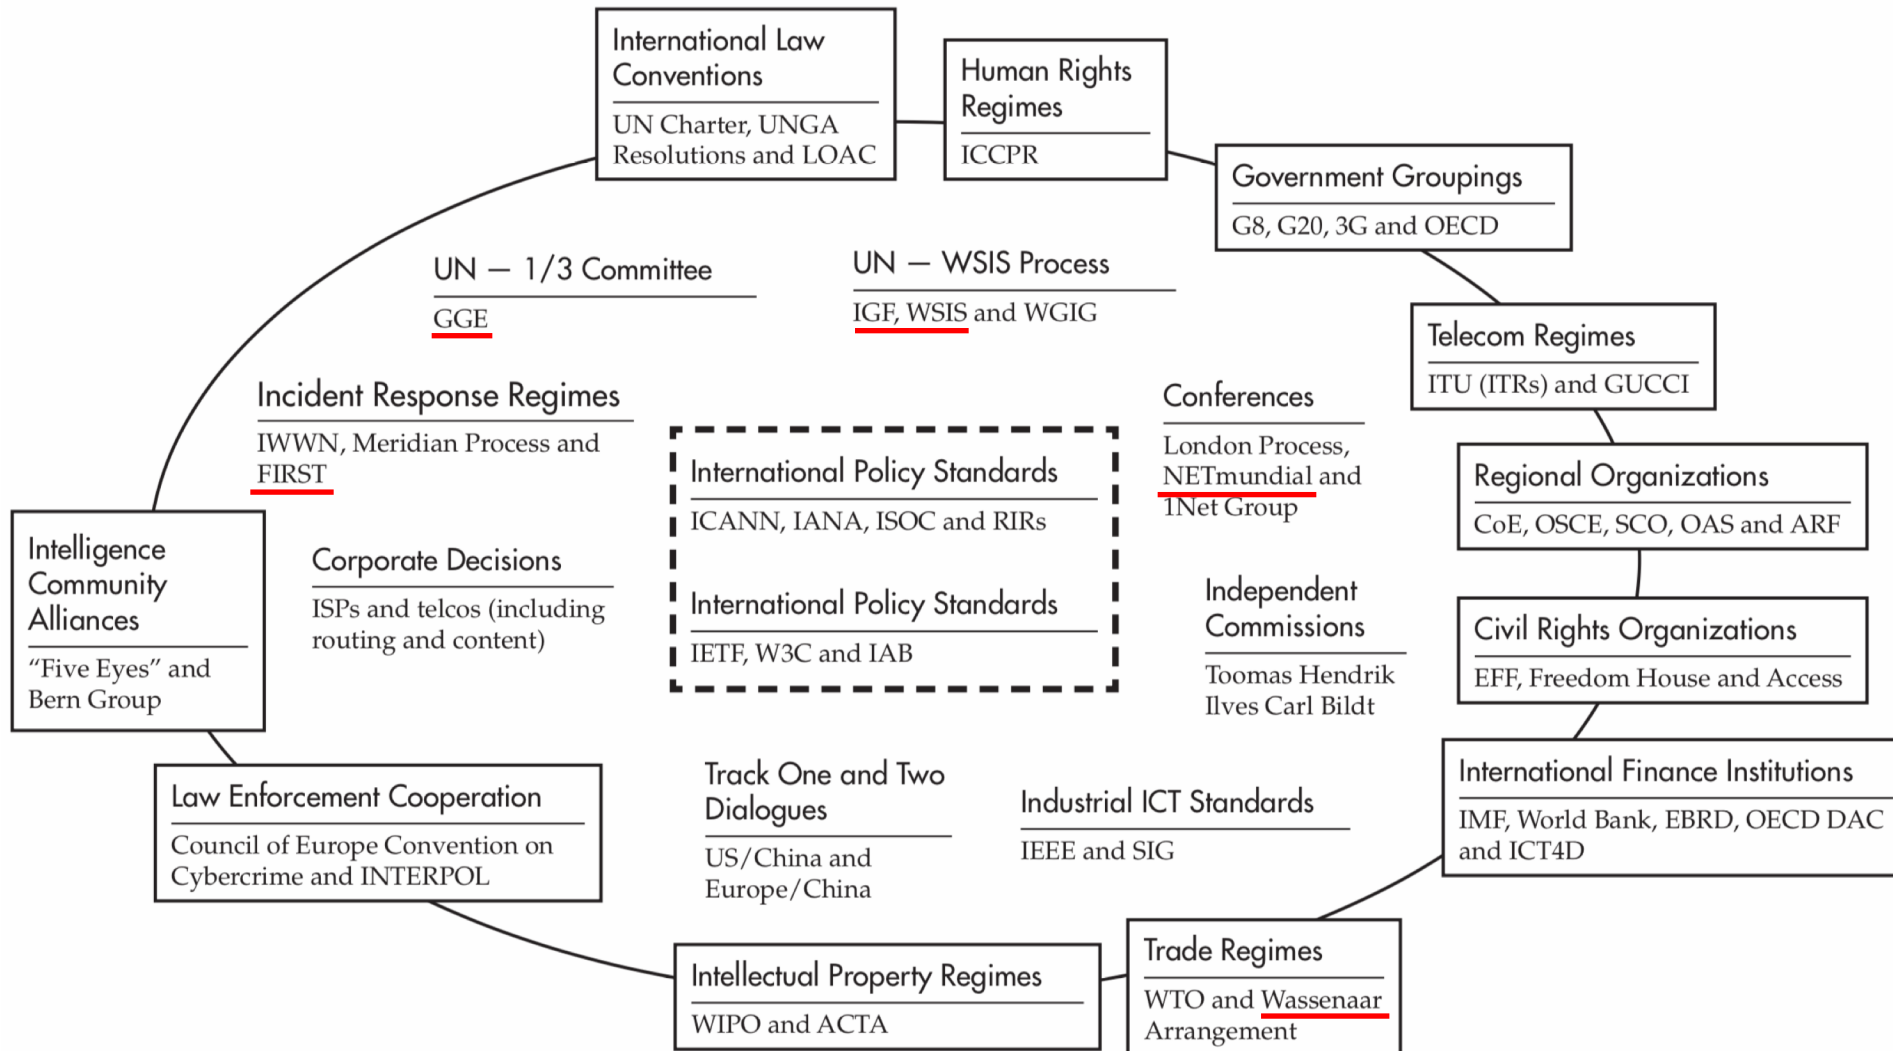 International Law
Conventions
UN Charter, UNGA
Resolutions and LOAC
Human Rights
Regimes
ICCPR
Government Groupings
G8, G20, 3G and OECD
UN — 1/3 Committee
GGE
UN — WSIS Process
IGF, WSIS and WGIG
Telecom Regimes
ITU (ITRs) and GUCCI
Incident Response Regimes
IWWN, Meridian Process and
FIRST
Conferences
London Process,
NETmundial and
1Net Group
International Policy Standards
ICANN, IANA, ISOC and RIRs
International Policy Standards
IETF, W3C and IAB
Regional Organizations
CoE, OSCE, SCO, OAS and ARF
Intelligence
Community
Alliances
“Five Eyes” and
Bern Group
Corporate Decisions
ISPs and telcos (including
routing and content)
Independent
Commissions
Toomas Hendrik
Ilves Carl Bildt
Civil Rights Organizations
EFF, Freedom House and Access
Law Enforcement Cooperation
Council of Europe Convention on
Cybercrime and INTERPOL
Track One and Two
Dialogues
US/China and
Europe/China
Industrial ICT Standards
IEEE and SIG
International Finance Institutions
IMF, World Bank, EBRD, OECD DAC
and ICT4D
Intellectual Property Regimes
WIPO and ACTA
Trade Regimes
WTO and Wassenaar
Arrangement